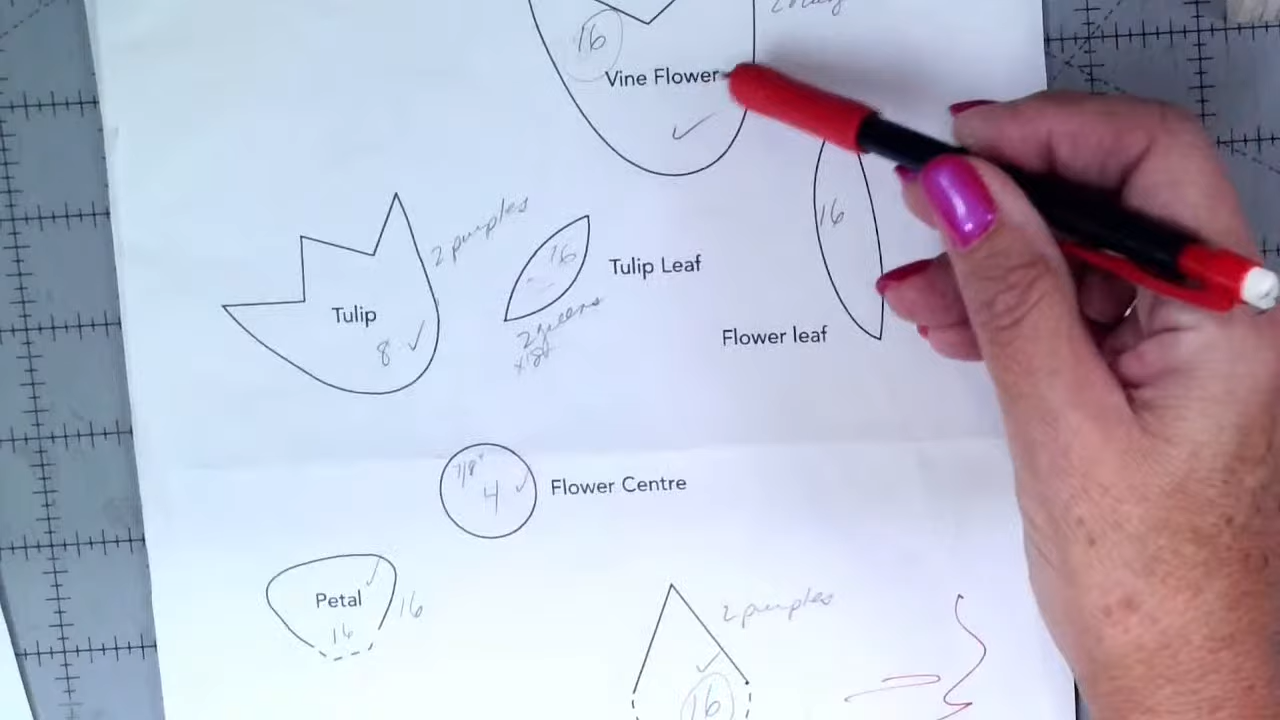 16
Vine Flower
2 purples
16
Tulip Leaf
16
Tulip
8
2 greens
Flower leaf
7/8"
4
Flower Centre
Petal
16
16
2 purples
16